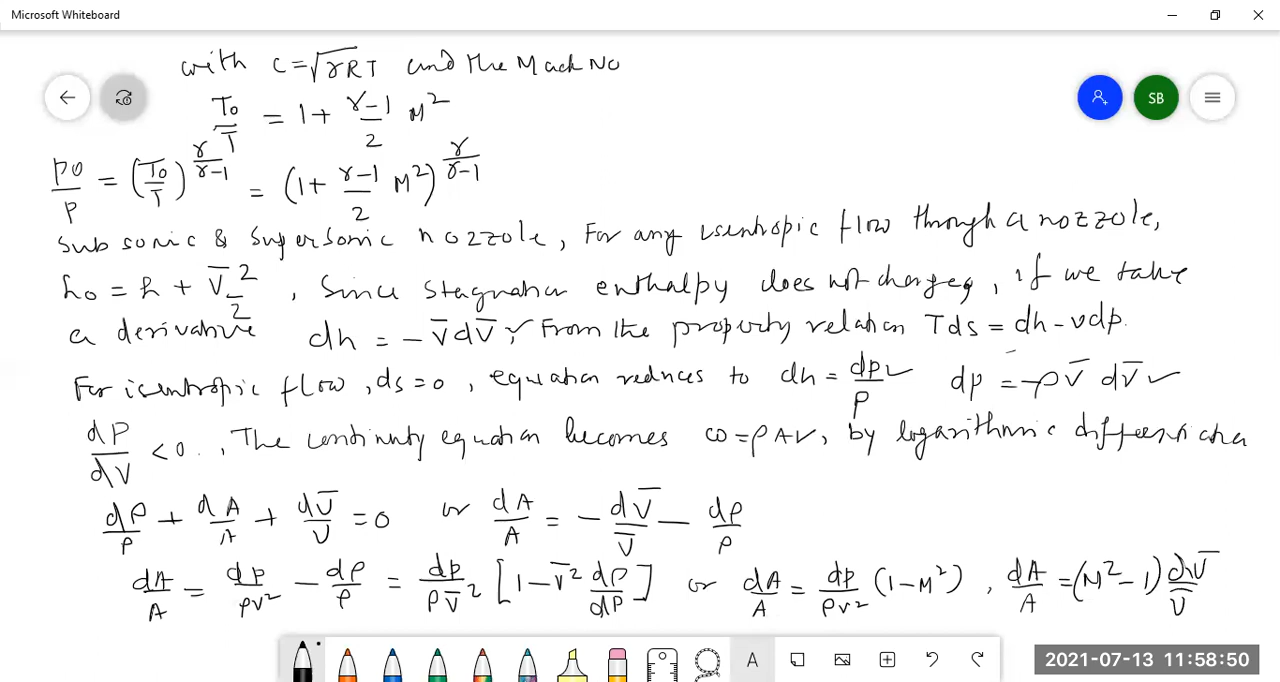 Microsoft Whiteboard
with c = √γRT and the Mach No
T₀/T = 1 + (γ-1)/2 M²
p₀/p = (T₀/T)^(γ/(γ-1)) = (1 + (γ-1)/2 M²)^(γ/(γ-1))
Subsonic & Supersonic nozzole, For any isentropic flow through a nozzole,
h₀ = h + V̄²/2, Since stagnation enthalpy does not change, if we take
a derivative dh = -V̄dV̄, From the property relation Tds = dh - vdp.
For isentropic flow, ds=0, equation reduces to dh = dp/ρ ✓ dp = -ρV̄ dV̄ ✓
dp/dV < 0., The continuity equation becomes ω = ρAV, by logarithmic
dρ/ρ + dA/A + dV̄/V̄ = 0 or dA/A = - dV̄/V̄ - dρ/ρ
dA/A = dp/ρV² - dρ/ρ = dp/ρV̄² [1 - V̄² dρ/dp] or dA/A = dp/ρV² (1-M²), dA/A = (M²-1) dV̄/V̄
SB
A
2021-07-13 11:58:50